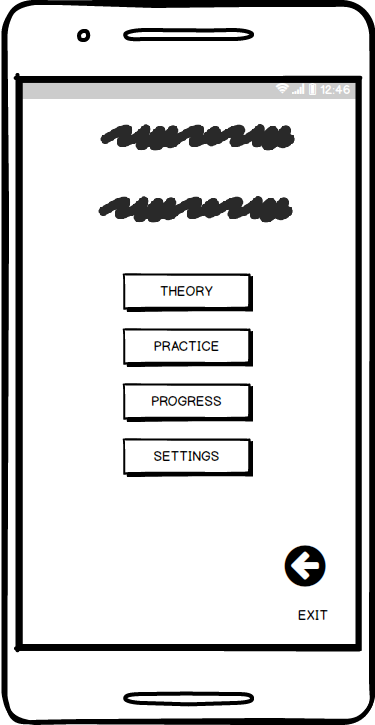 12:46
THEORY
PRACTICE
PROGRESS
SETTINGS
EXIT